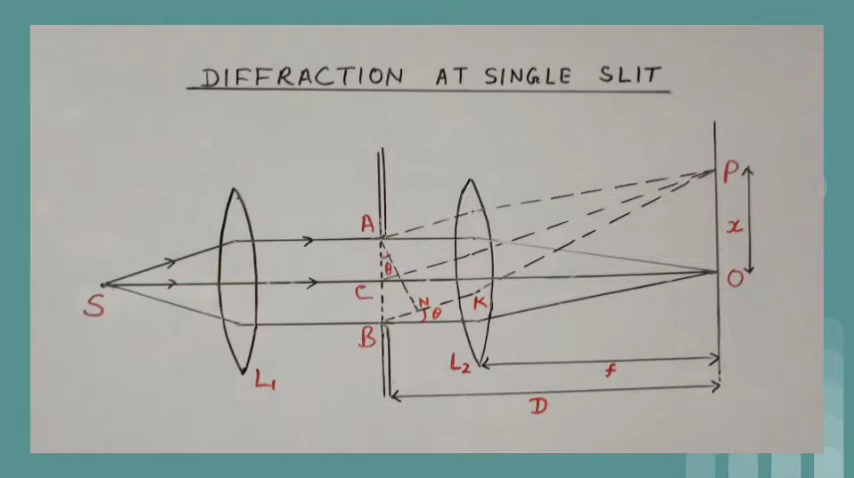 DIFFRACTION AT SINGLE SLIT
P
A
x
θ
S
C
N
K
O
θ
B
L₁
L₂
f
D